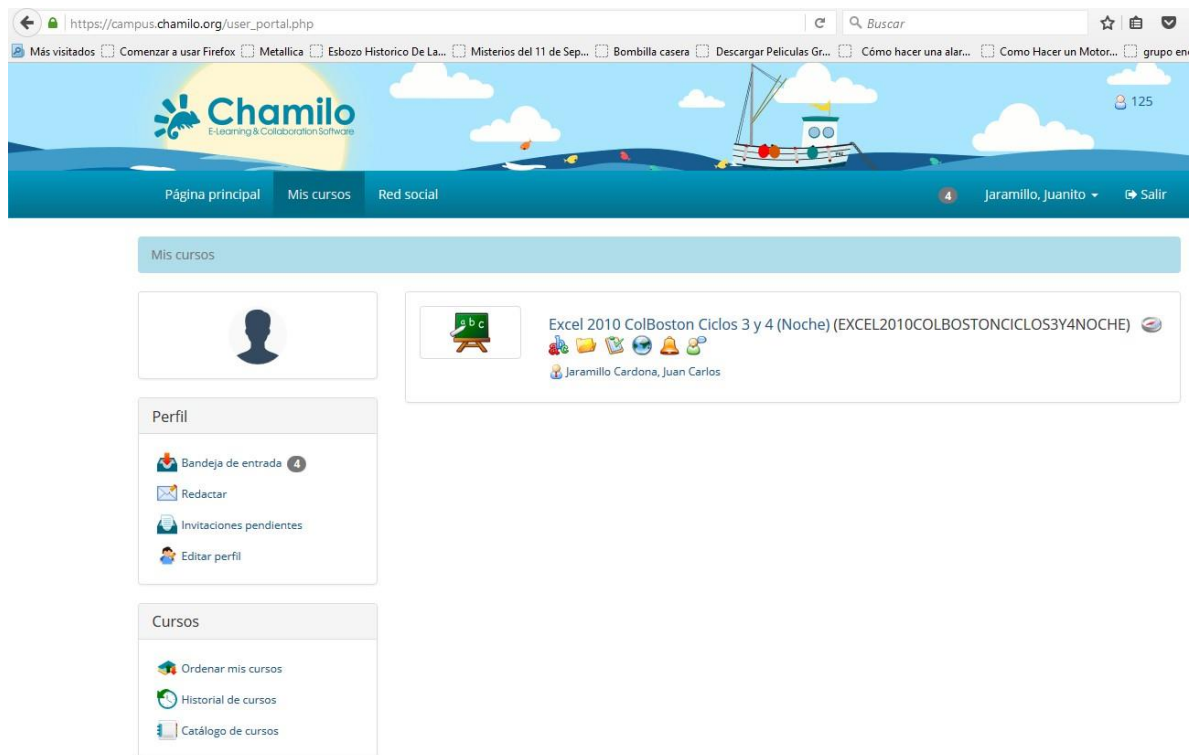 https://campus.chamilo.org/user_portal.php
Buscar
Más visitados Comenzar a usar Firefox Metallica Esbozo Historico De La... Misterios del 11 de Sep... Bombilla casera Descargar Peliculas Gr... Cómo hacer una alar... Como Hacer un Motor... grupo en
Chamilo
E-Learning & Collaboration Software
125
Página principal Mis cursos Red social 4 Jaramillo, Juanito Salir
Mis cursos
a b c
Excel 2010 ColBoston Ciclos 3 y 4 (Noche) (EXCEL2010COLBOSTONCICLOS3Y4NOCHE)
Jaramillo Cardona, Juan Carlos
Perfil
Bandeja de entrada 4
Redactar
Invitaciones pendientes
Editar perfil
Cursos
Ordenar mis cursos
Historial de cursos
Catálogo de cursos